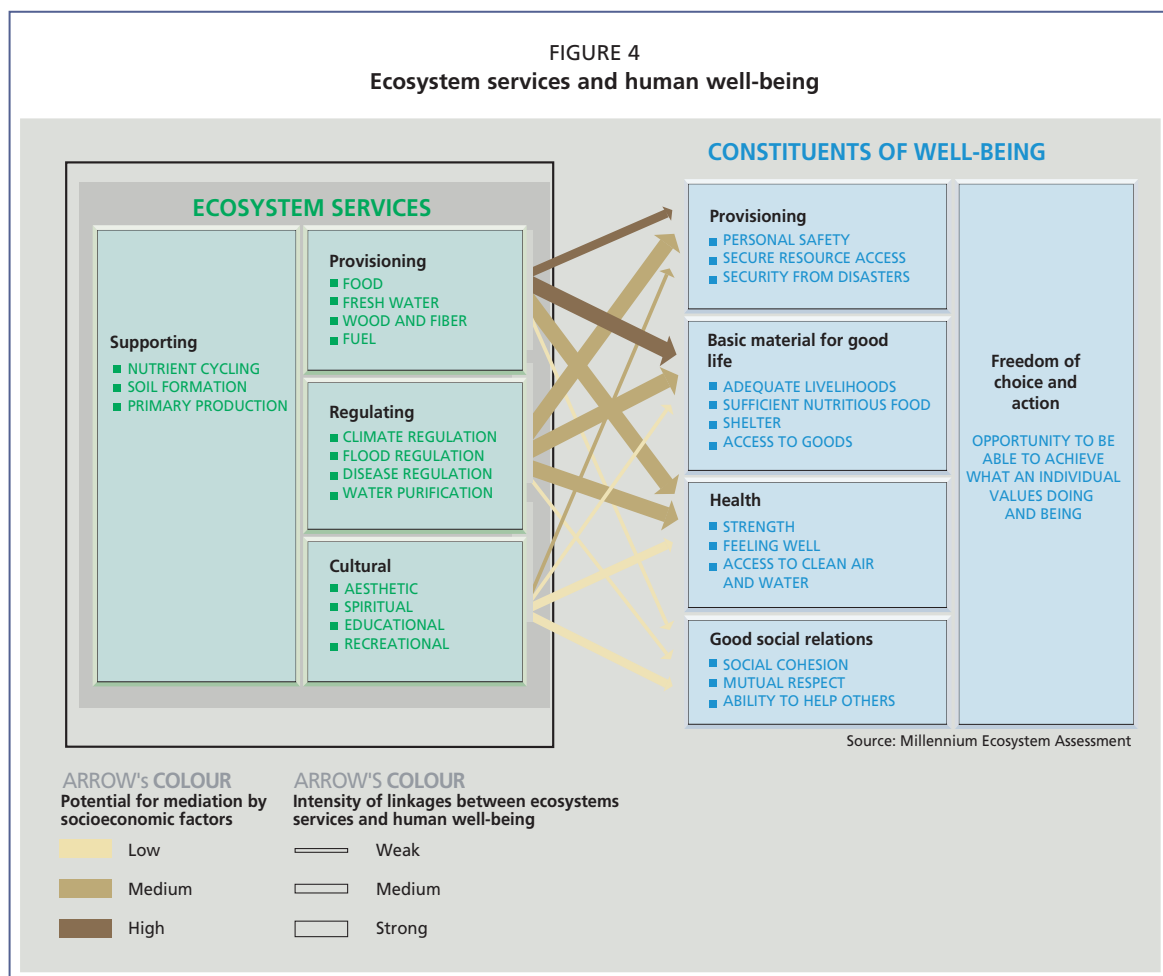 FIGURE 4
Ecosystem services and human well-being
ECOSYSTEM SERVICES
Supporting
NUTRIENT CYCLING
SOIL FORMATION
PRIMARY PRODUCTION
Provisioning
FOOD
FRESH WATER
WOOD AND FIBER
FUEL
Regulating
CLIMATE REGULATION
FLOOD REGULATION
DISEASE REGULATION
WATER PURIFICATION
Cultural
AESTHETIC
SPIRITUAL
EDUCATIONAL
RECREATIONAL
CONSTITUENTS OF WELL-BEING
Provisioning
PERSONAL SAFETY
SECURE RESOURCE ACCESS
SECURITY FROM DISASTERS
Basic material for good
life
ADEQUATE LIVELIHOODS
SUFFICIENT NUTRITIOUS FOOD
SHELTER
ACCESS TO GOODS
Health
STRENGTH
FEELING WELL
ACCESS TO CLEAN AIR
AND WATER
Good social relations
SOCIAL COHESION
MUTUAL RESPECT
ABILITY TO HELP OTHERS
Freedom of
choice and
action
OPPORTUNITY TO BE
ABLE TO ACHIEVE
WHAT AN INDIVIDUAL
VALUES DOING
AND BEING
Source: Millennium Ecosystem Assessment
ARROW's COLOUR
Potential for mediation by
socioeconomic factors
Low
Medium
High
ARROW'S COLOUR
Intensity of linkages between ecosystems
services and human well-being
Weak
Medium
Strong